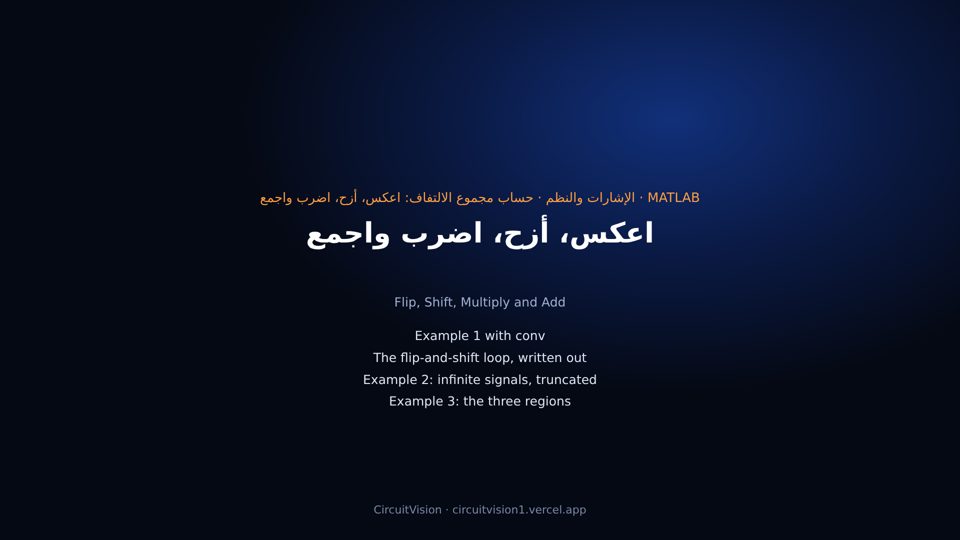 MATLAB · الإشارات والنظم · حساب مجموع الالتفاف: اعكس، أزح، اضرب واجمع
اعكس، أزح، اضرب واجمع
Flip, Shift, Multiply and Add
Example 1 with conv
The flip-and-shift loop, written out
Example 2: infinite signals, truncated
Example 3: the three regions
CircuitVision · circuitvision1.vercel.app